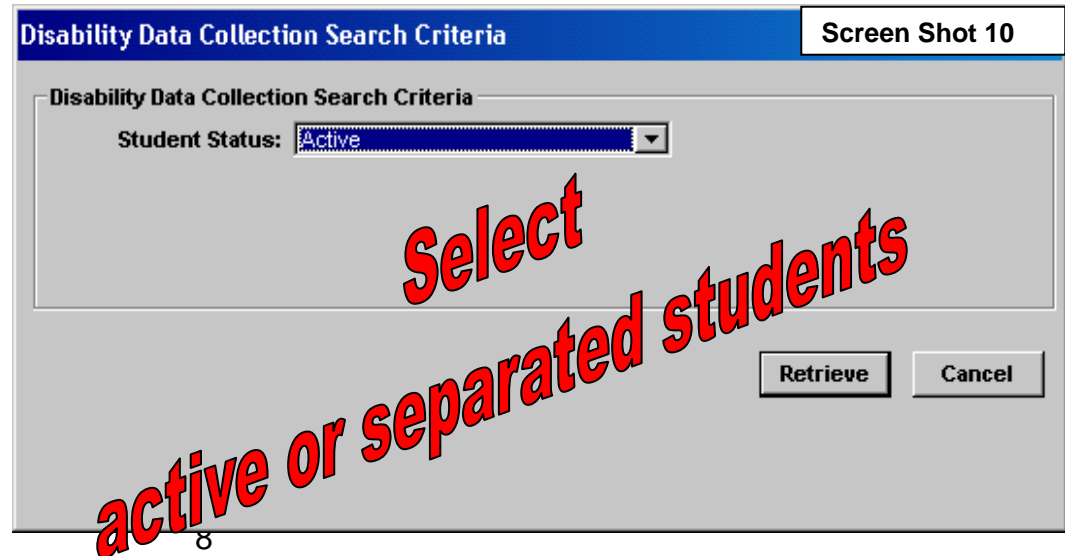 Disability Data Collection Search Criteria
Screen Shot 10
Disability Data Collection Search Criteria
Student Status: Active
Select
active or separated students
Retrieve Cancel
8